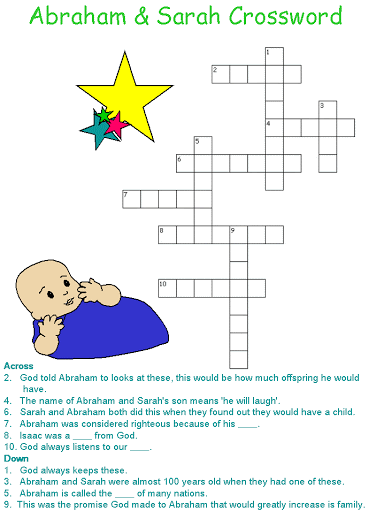 Abraham & Sarah Crossword
1
2
3
4
5
6
7
8
9
10
Across
2. God told Abraham to looks at these, this would be how much offspring he would
have.
4. The name of Abraham and Sarah's son means 'he will laugh'.
6. Sarah and Abraham both did this when they found out they would have a child.
7. Abraham was considered righteous because of his ____.
8. Isaac was a ____ from God.
10. God always listens to our ____.
Down
1. God always keeps these.
3. Abraham and Sarah were almost 100 years old when they had one of these.
5. Abraham is called the ____ of many nations.
9. This was the promise God made to Abraham that would greatly increase is family.